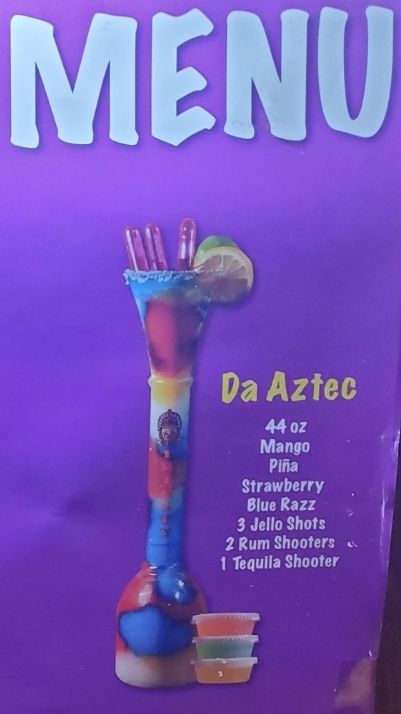 MENU
Da Aztec
44 oz
Mango
Piña
Strawberry
Blue Razz
3 Jello Shots
2 Rum Shooters
1 Tequila Shooter